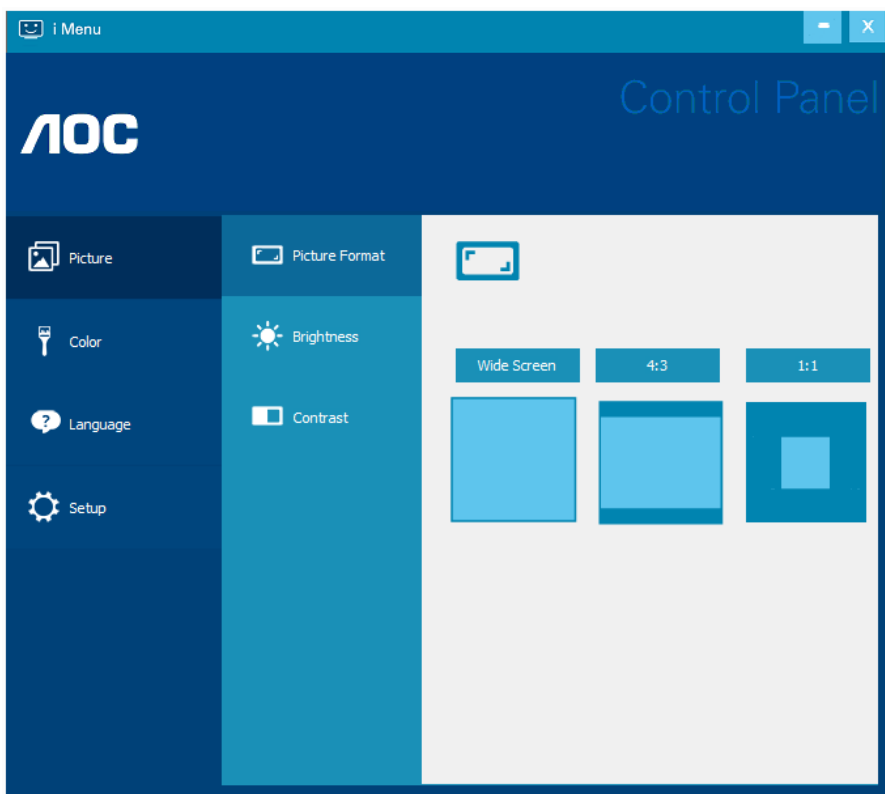 i Menu
Control Panel
AOC
Picture
Color
Language
Setup
Picture Format
Brightness
Contrast
Wide Screen
4:3
1:1